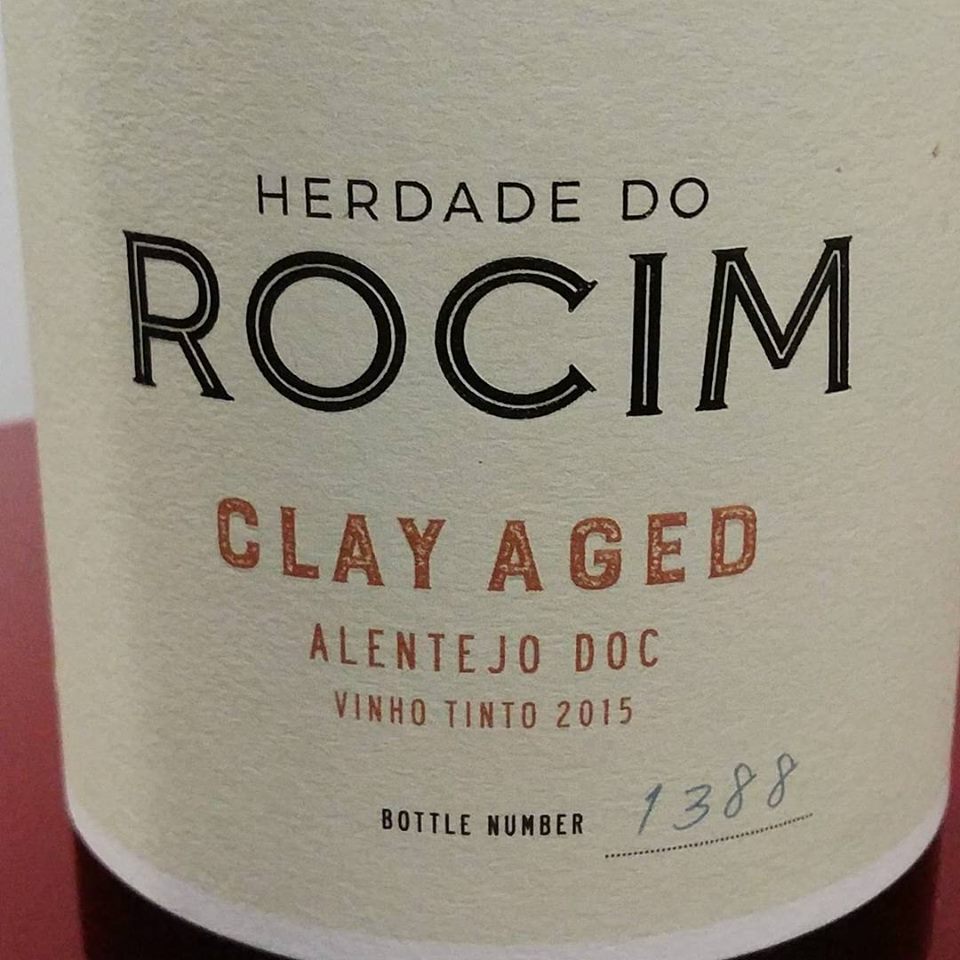 HERDADE DO
ROCIM
CLAY AGED
ALENTEJO DOC
VINHO TINTO 2015
BOTTLE NUMBER 1388